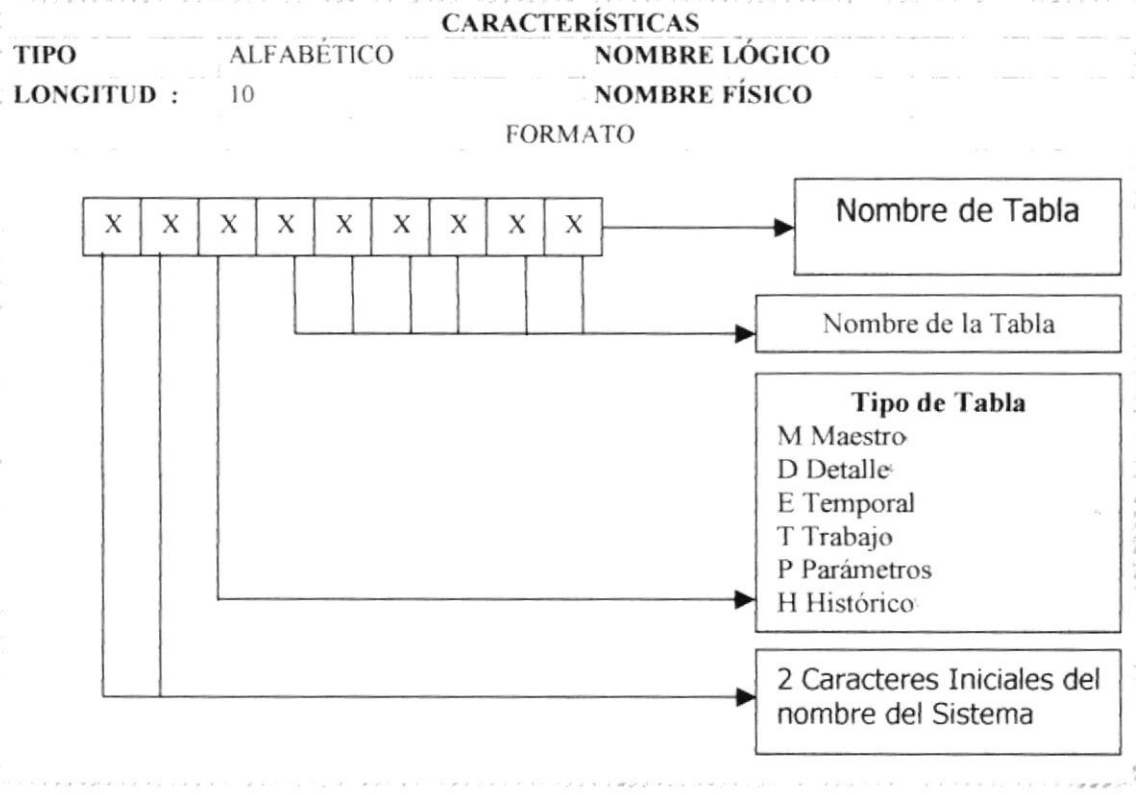 CARACTERÍSTICAS
TIPO ALFABÉTICO NOMBRE LÓGICO
LONGITUD : 10 NOMBRE FÍSICO
FORMATO
X X X X X X X X X
Nombre de Tabla
Nombre de la Tabla
Tipo de Tabla
M Maestro
D Detalle
E Temporal
T Trabajo
P Parámetros
H Histórico
2 Caracteres Iniciales del
nombre del Sistema